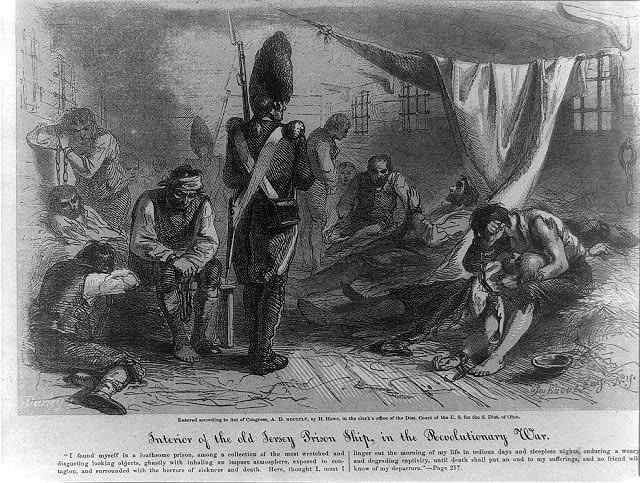 Entered according to Act of Congress, A. D. MDCCCLV, by H. Howe, in the clerk's office of the Dist. Court of the U. S. for the S. Dist. of Ohio.
Interior of the old Jersey Prison Ship, in the Revolutionary War.
"I found myself in a loathsome prison, among a collection of the most wretched and
disgusting looking objects, ghastly with inhaling an impure atmosphere, exposed to con-
tagion, and surrounded with the horrors of sickness and death. Here, thought I, must I
linger out the morning of my life in tedious days and sleepless nights, enduring a weary
and degrading captivity, until death shall put an end to my sufferings, and no friend will
know of my departure."—Page 217.